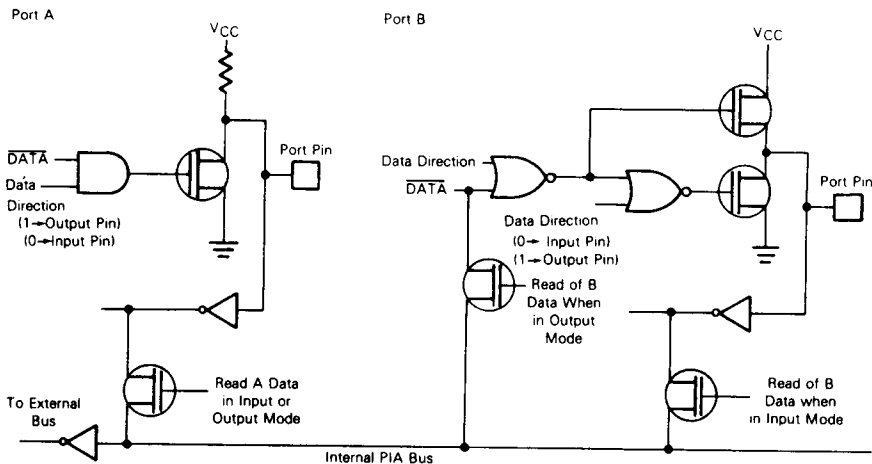 Port A
VCC
Port Pin
DATA
Data
Direction
(1→Output Pin)
(0→Input Pin)
Read A Data
in Input or
Output Mode
To External
Bus
Internal PIA Bus
Port B
VCC
Data Direction
DATA
Port Pin
Data Direction
(0→ Input Pin)
(1→Output Pin)
Read of B
Data When
in Output
Mode
Read of B
Data when
in Input Mode